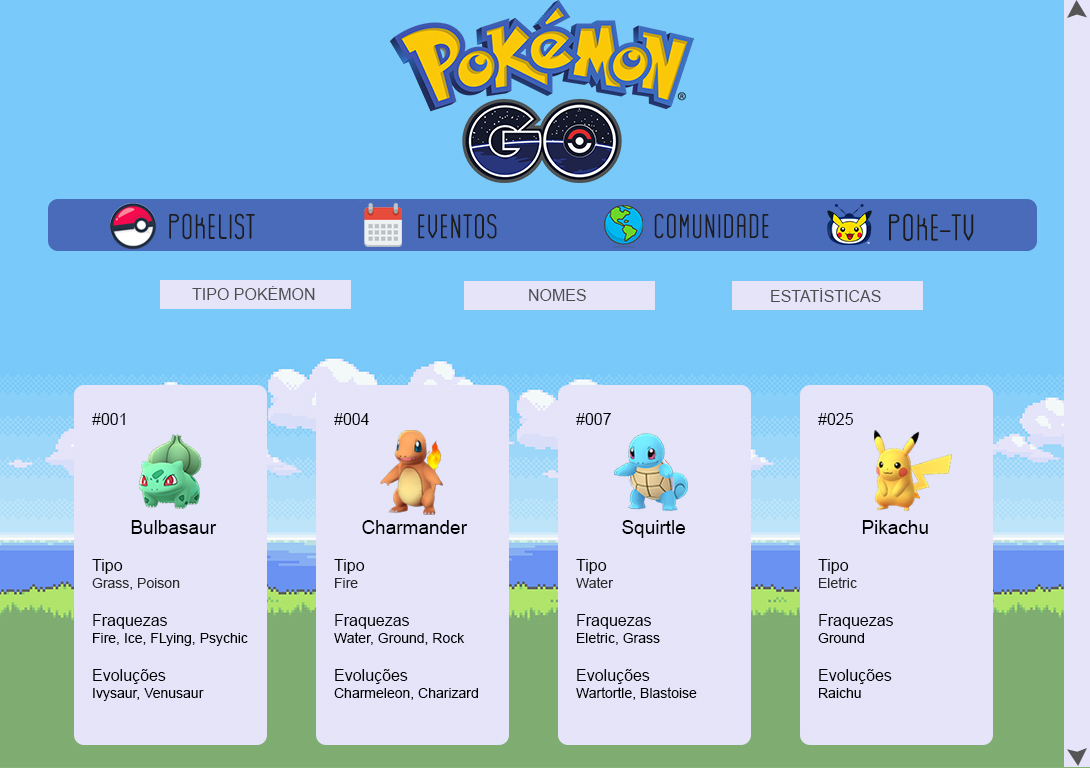 POKÉMON®
GO
POKELIST EVENTOS COMUNIDADE POKE-TV
TIPO POKÉMON NOMES ESTATÍSTICAS
#001
Bulbasaur
Tipo
Grass, Poison
Fraquezas
Fire, Ice, FLying, Psychic
Evoluções
Ivysaur, Venusaur
#004
Charmander
Tipo
Fire
Fraquezas
Water, Ground, Rock
Evoluções
Charmeleon, Charizard
#007
Squirtle
Tipo
Water
Fraquezas
Eletric, Grass
Evoluções
Wartortle, Blastoise
#025
Pikachu
Tipo
Eletric
Fraquezas
Ground
Evoluções
Raichu